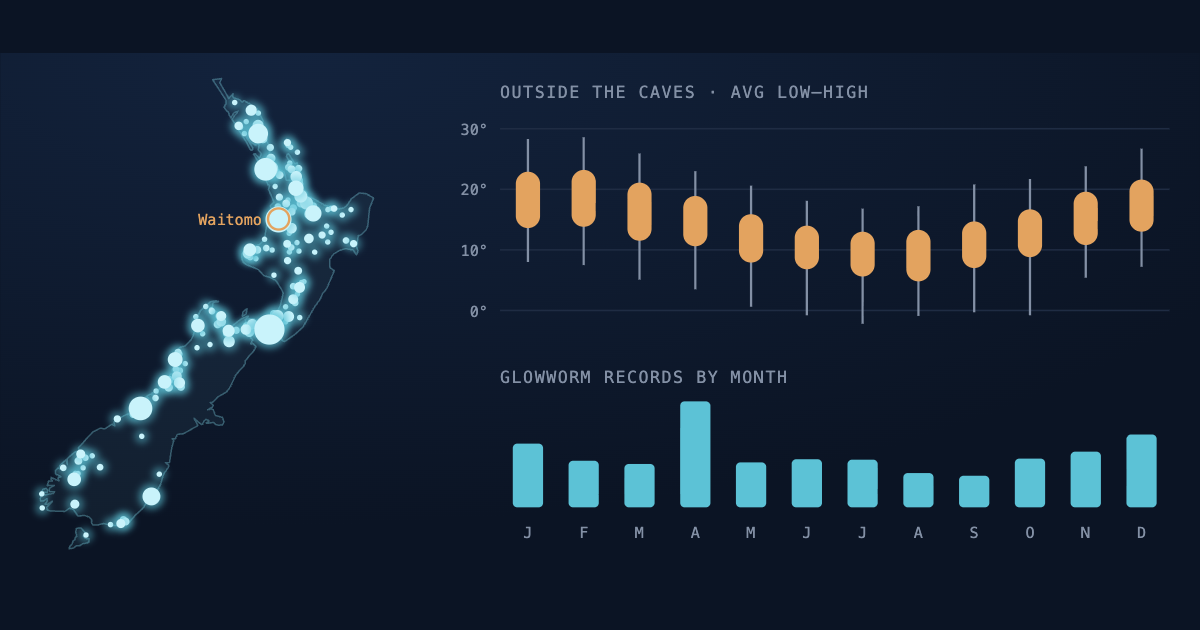 OUTSIDE THE CAVES · AVG LOW—HIGH
30°
20°
10°
0°
Waitomo
GLOWWORM RECORDS BY MONTH
J F M A M J J A S O N D